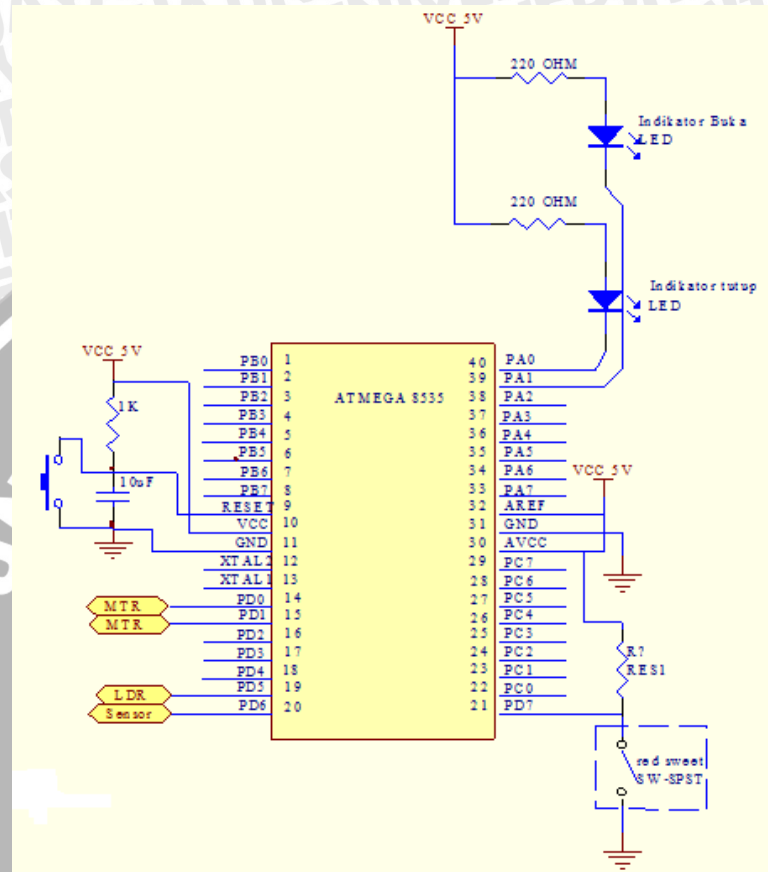 VCC 5V
220 OHM
Indikator Buka
LED
220 OHM
Indikator tutup
LED
VCC 5V
1K
10uF
ATMEGA 8535
PB0 1
PB1 2
PB2 3
PB3 4
PB4 5
PB5 6
PB6 7
PB7 8
RESET 9
VCC 10
GND 11
XTAL2 12
XTAL1 13
PD0 14
PD1 15
PD2 16
PD3 17
PD4 18
PD5 19
PD6 20
MTR
MTR
LDR
Sensor
40 PA0
39 PA1
38 PA2
37 PA3
36 PA4
35 PA5
34 PA6
33 PA7
32 AREF
31 GND
30 AVCC
29 PC7
28 PC6
27 PC5
26 PC4
25 PC3
24 PC2
23 PC1
22 PC0
21 PD7
VCC 5V
R?
RES1
red sweet
SW-SPST